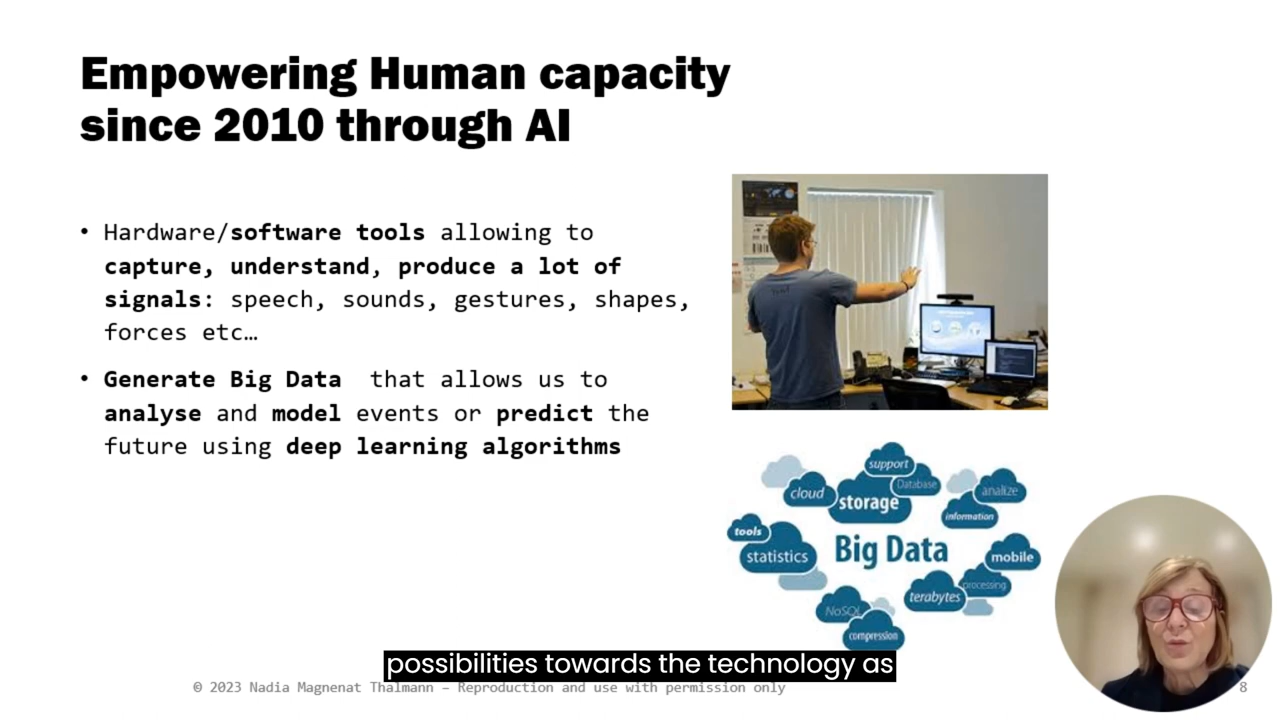 Empowering Human capacity
since 2010 through AI
• Hardware/software tools allowing to
capture, understand, produce a lot of
signals: speech, sounds, gestures, shapes,
forces etc…
• Generate Big Data that allows us to
analyse and model events or predict the
future using deep learning algorithms
support
cloud
storage
Database
analize
information
tools
statistics
Big Data
mobile
processing
terabytes
NoSQL
compression
possibilities towards the technology as
© 2023 Nadia Magnenat Thalmann – Reproduction and use with permission only
8